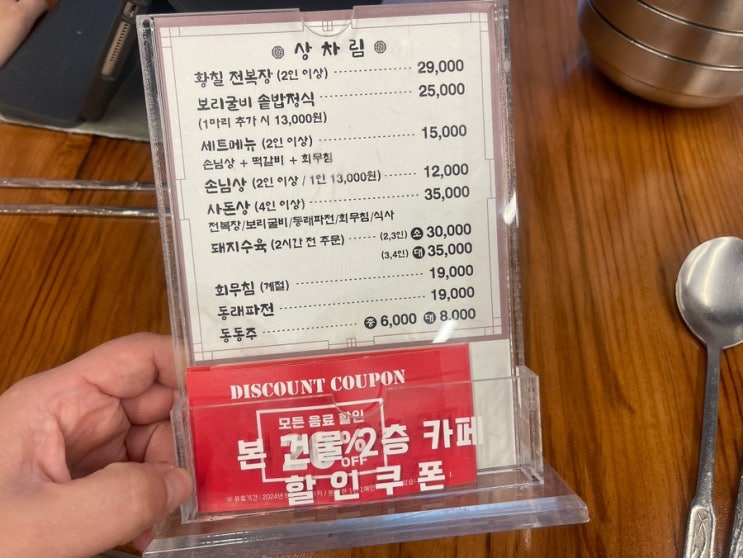 상 차 림
황칠 전복장 (2인 이상) 29,000
보리굴비 솥밥정식 25,000
(1마리 추가 시 13,000원)
세트메뉴 (2인 이상) 15,000
손님상 + 떡갈비 + 회무침
손님상 (2인 이상 / 1인 13,000원) 12,000
사돈상 (4인 이상) 35,000
전복장/보리굴비/동래파전/회무침/식사
돼지수육 (2시간 전 주문) (2,3인) 소 30,000
(3,4인) 대 35,000
회무침 (계절) 19,000
동래파전 19,000
동동주 중 6,000 대 8,000
DISCOUNT COUPON
모든 음료 할인
20%
OFF
본 건물 2층 카페
할인쿠폰